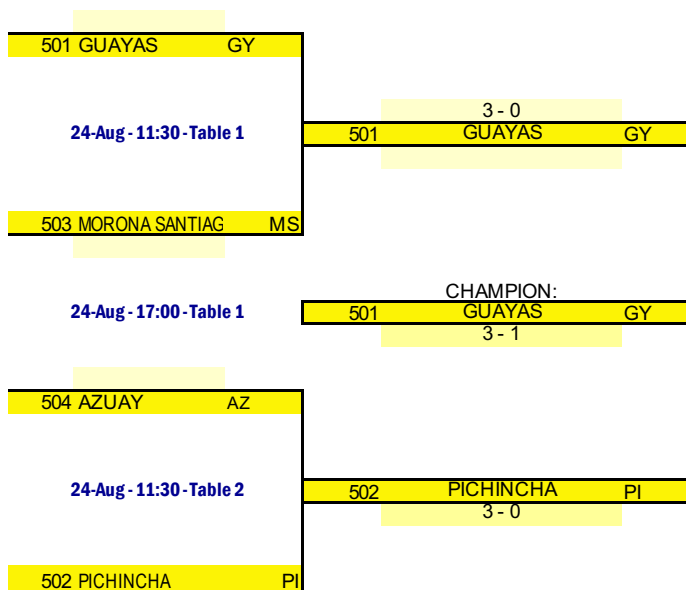 501 GUAYAS GY
3 - 0
24-Aug - 11:30 - Table 1
501 GUAYAS GY
503 MORONA SANTIAG MS
CHAMPION:
24-Aug - 17:00 - Table 1
501 GUAYAS GY
3 - 1
504 AZUAY AZ
24-Aug - 11:30 - Table 2
502 PICHINCHA PI
3 - 0
502 PICHINCHA PI